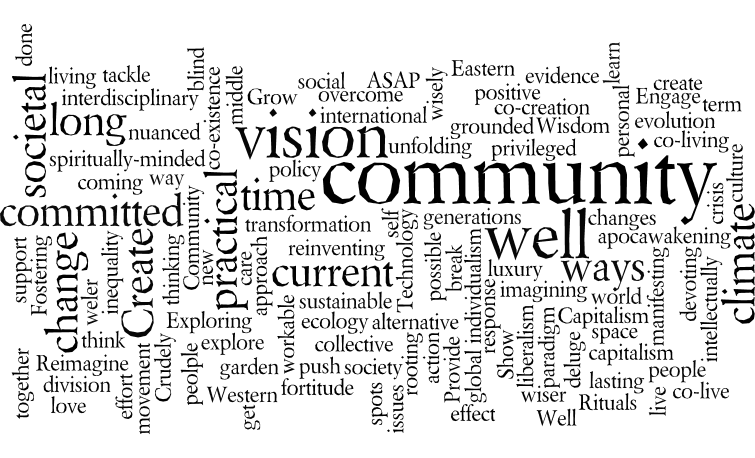 done
living tackle
blind
middle
social
ASAP
wisely
Eastern
evidence
learn
create
societal
interdisciplinary
co-existence
Grow
overcome
positive
personal
Engage
term
long
nuanced
international
co-creation
evolution
vision
unfolding
grounded
Wisdom
co-living
spiritually-minded
policy
privileged
culture
coming
way
practical
time
community
crisis
committed
Community
transformation
self
generations
well
changes
climate
support
Fostering
change
weler
inequality
Create
thinking
new
care
approach
reinventing
Technology
possible
break
individualism
luxury
ways
apocawakening
current
response
imagining
world
manifesting
devoting
intellectually
sustainable
Exploring
workable
ecology
alternative
Capitalism
think
explore
collective
rooting
action
Provide
global
Show
liberalism
paradigm
deluge
space
capitalism
together
Reimagine
division
love
effort
movement
Crudely
peolple
garden
push
society
lasting
people
Western
get
fortitude
spots
issues
effect
wiser
Well
Rituals
live
co-live